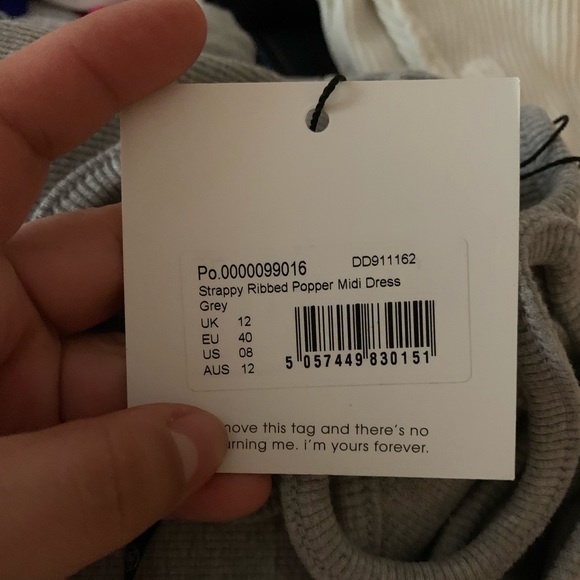 Po.0000099016 DD911162
Strappy Ribbed Popper Midi Dress
Grey
UK 12
EU 40
US 08
AUS 12
5 057449 830151
this tag and there's no
me. i'm yours forever.